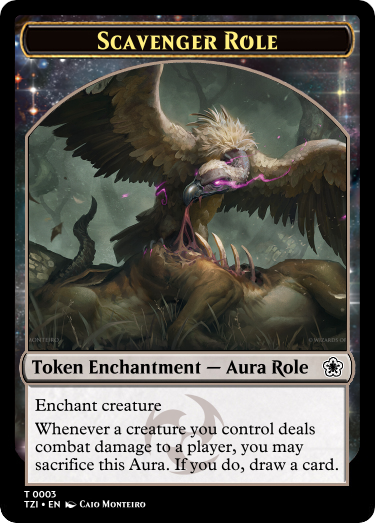 Scavenger Role
Token Enchantment — Aura Role
Enchant creature
Whenever a creature you control deals
combat damage to a player, you may
sacrifice this Aura. If you do, draw a card.
T 0003
TZI • EN Caio Monteiro